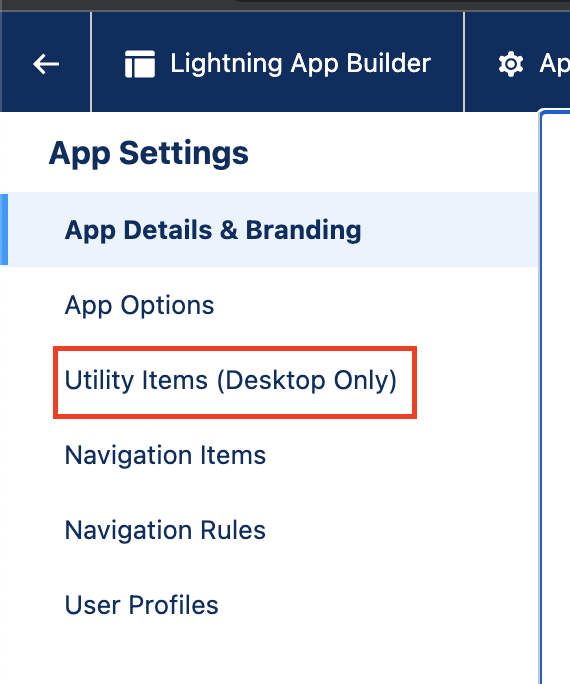 Lightning App Builder
Ap
App Settings
App Details & Branding
App Options
Utility Items (Desktop Only)
Navigation Items
Navigation Rules
User Profiles